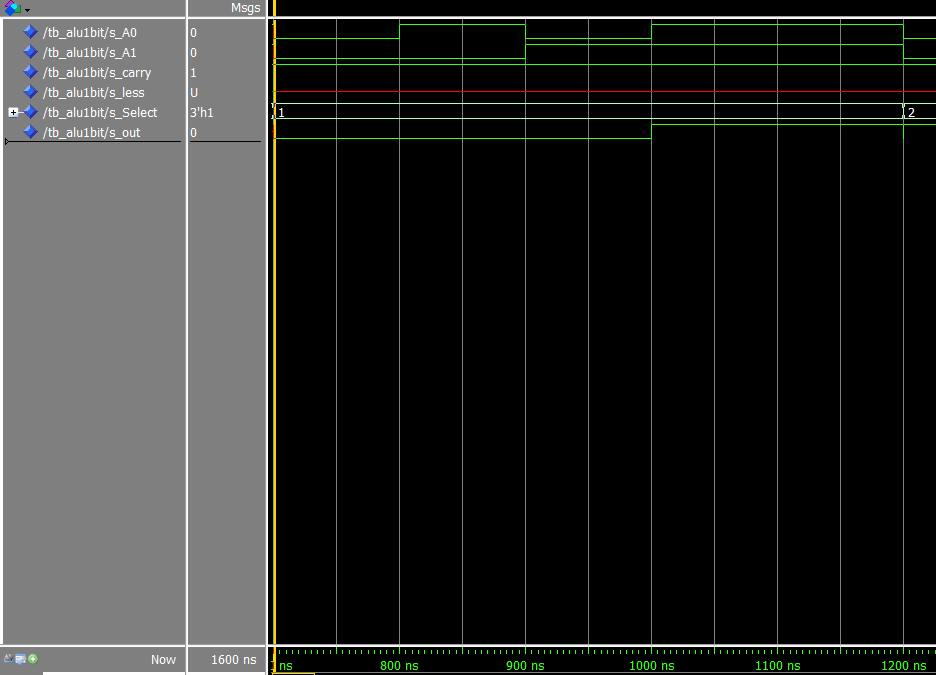 Msgs
/tb_alu1bit/s_A0 0
/tb_alu1bit/s_A1 0
/tb_alu1bit/s_carry 1
/tb_alu1bit/s_less U
/tb_alu1bit/s_Select 3'h1 1 2
/tb_alu1bit/s_out 0
Now 1600 ns ns 800 ns 900 ns 1000 ns 1100 ns 1200 ns